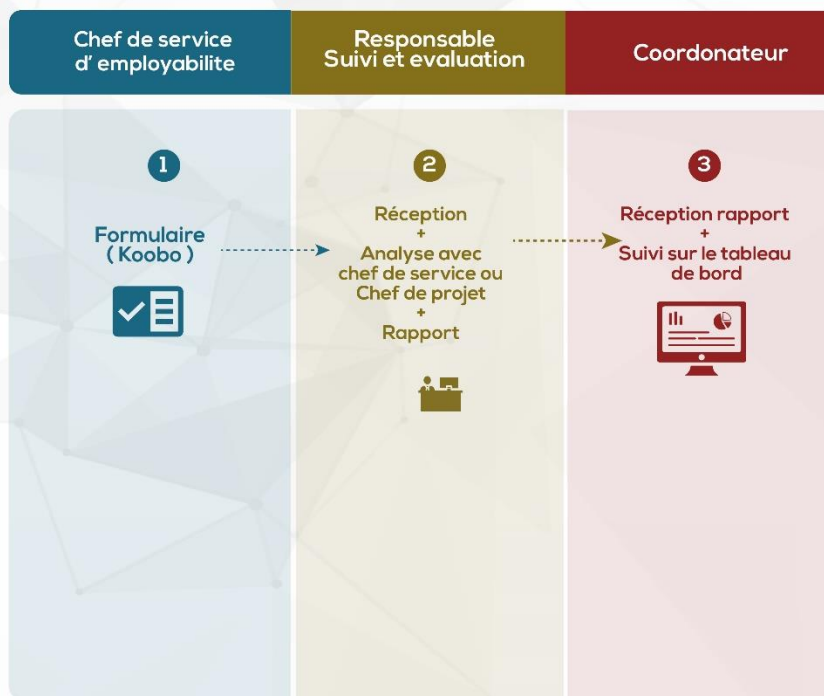 Chef de service
d' employabilite
Responsable
Suivi et evaluation
Coordonateur
1
Formulaire
( Koobo )
2
Réception
+
Analyse avec
chef de service ou
Chef de projet
+
Rapport
3
Réception rapport
+
Suivi sur le tableau
de bord